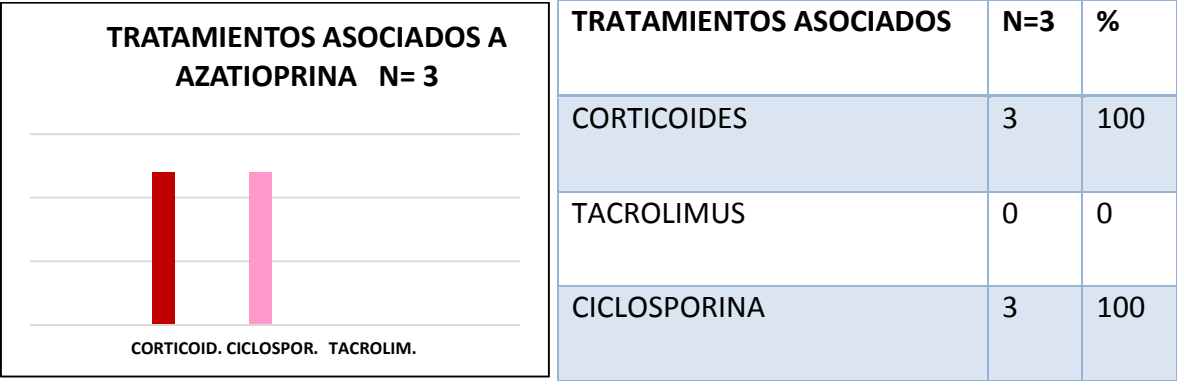 TRATAMIENTOS ASOCIADOS A
AZATIOPRINA N= 3
CORTICOID. CICLOSPOR. TACROLIM.
TRATAMIENTOS ASOCIADOS N=3 %
CORTICOIDES 3 100
TACROLIMUS 0 0
CICLOSPORINA 3 100